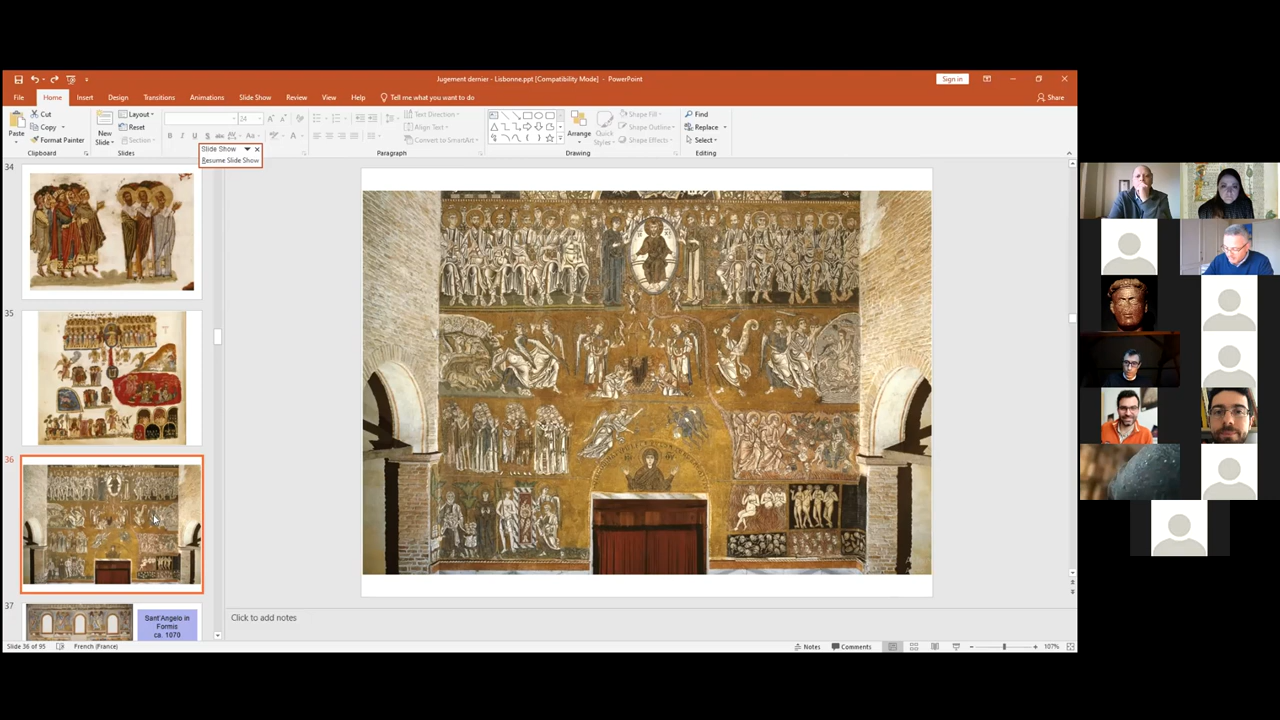 Jugement dernier - Lisbonne.ppt [Compatibility Mode] - PowerPoint
Sign in
File Home Insert Design Transitions Animations Slide Show Review View Help Tell me what you want to do Share
Paste
Cut
Copy
Format Painter
Clipboard
New Slide
Layout
Reset
Section
Slides
24
B I U S abc AV Aa A
Slide Show
Resume Slide Show
Text Direction
Align Text
Convert to SmartArt
Paragraph
Arrange
Quick Styles
Shape Fill
Shape Outline
Shape Effects
Drawing
Find
Replace
Select
Editing
34
35
36
37
Sant'Angelo in
Formis
ca. 1070
Click to add notes
Slide 36 of 95 French (France) Notes Comments 107%